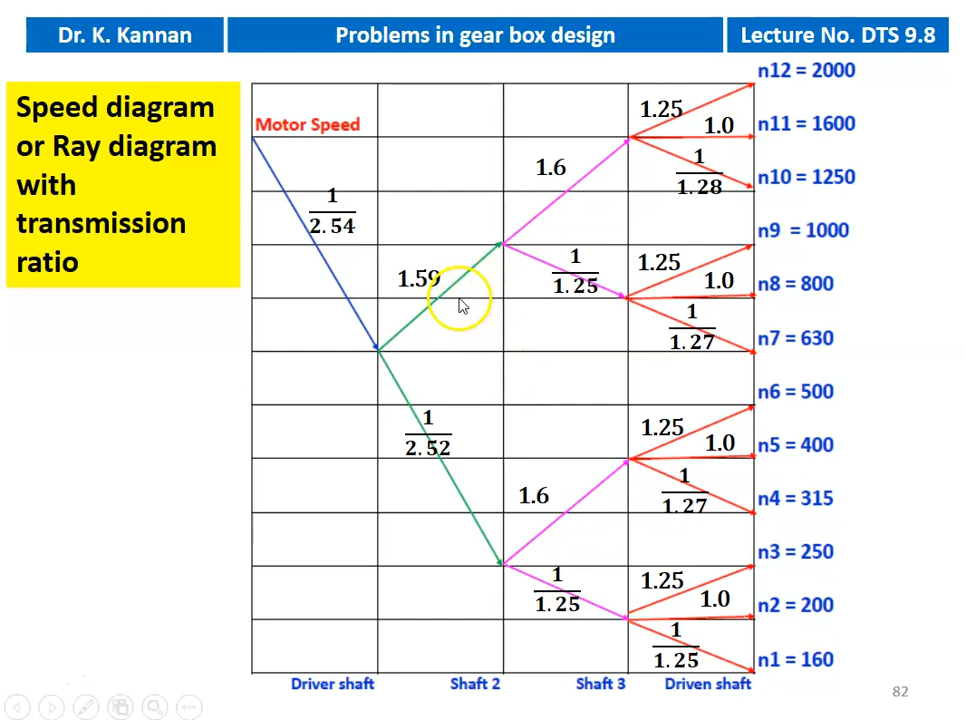 Dr. K. Kannan
Problems in gear box design
Lecture No. DTS 9.8
Speed diagram
or Ray diagram
with
transmission
ratio
Motor Speed
1
2.54
1.59
1
2.52
1.6
1
1.25
1.6
1
1.25
1.25
1.0
1
1.28
1.25
1.0
1
1.27
1.25
1.0
1
1.27
1.25
1.0
1
1.25
n12 = 2000
n11 = 1600
n10 = 1250
n9 = 1000
n8 = 800
n7 = 630
n6 = 500
n5 = 400
n4 = 315
n3 = 250
n2 = 200
n1 = 160
Driver shaft
Shaft 2
Shaft 3
Driven shaft
82